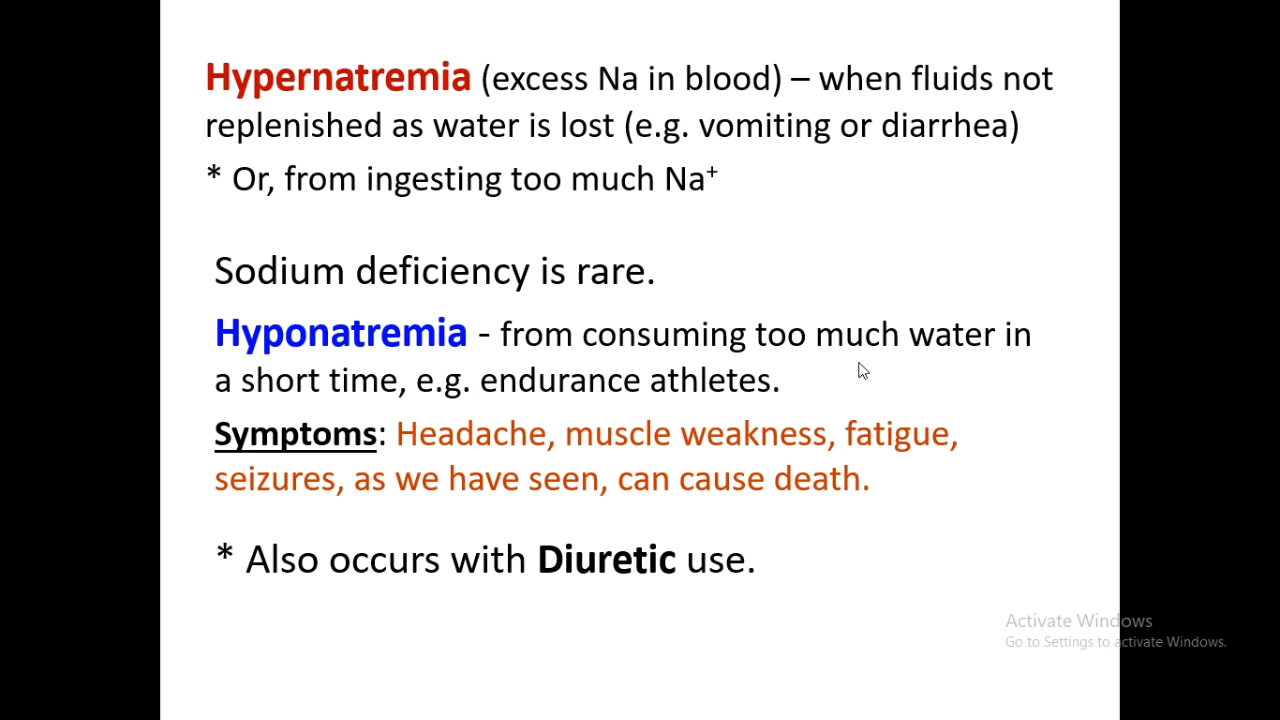 Hypernatremia (excess Na in blood) – when fluids not
replenished as water is lost (e.g. vomiting or diarrhea)
* Or, from ingesting too much Na⁺
Sodium deficiency is rare.
Hyponatremia - from consuming too much water in
a short time, e.g. endurance athletes.
Symptoms: Headache, muscle weakness, fatigue,
seizures, as we have seen, can cause death.
* Also occurs with Diuretic use.
Activate Windows
Go to Settings to activate Windows.